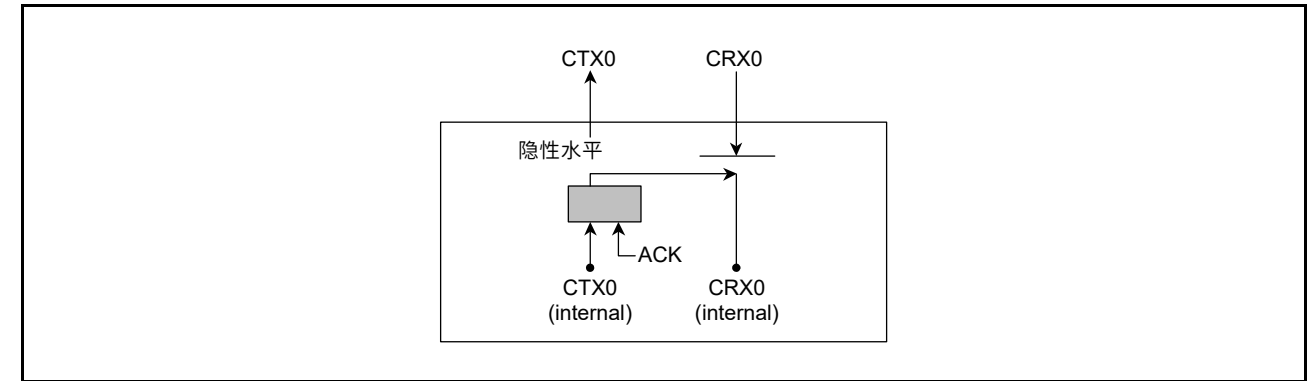 CTX0 CRX0
隐性水平
ACK
CTX0 CRX0
(internal) (internal)